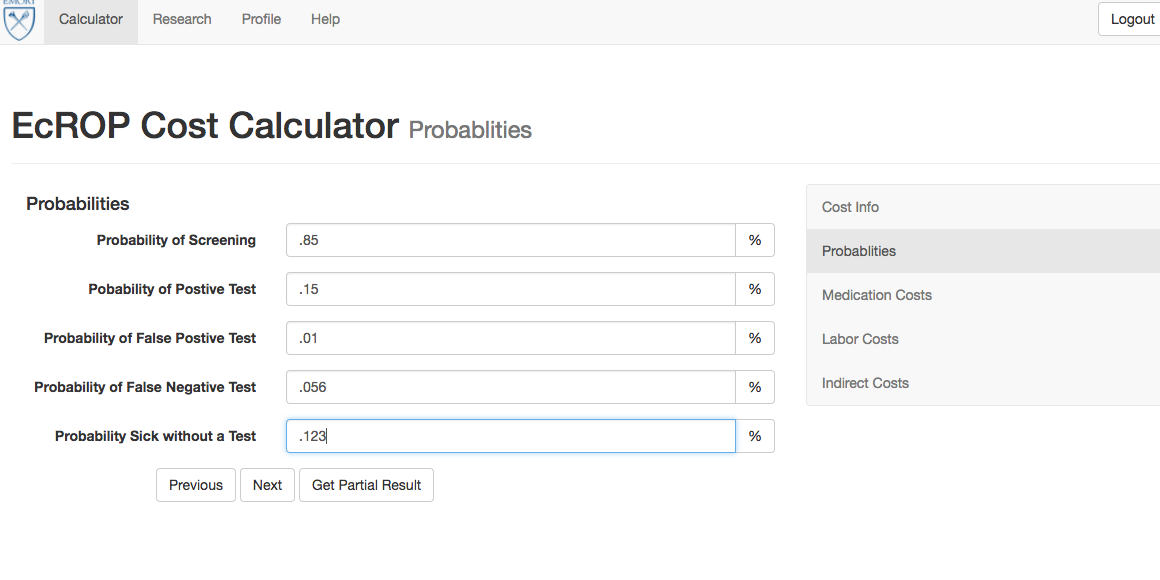 EMORY
Calculator Research Profile Help Logout
EcROP Cost Calculator Probablities
Probabilities
Probability of Screening .85 %
Pobability of Postive Test .15 %
Probability of False Postive Test .01 %
Probability of False Negative Test .056 %
Probability Sick without a Test .123 %
Previous Next Get Partial Result
Cost Info
Probablities
Medication Costs
Labor Costs
Indirect Costs